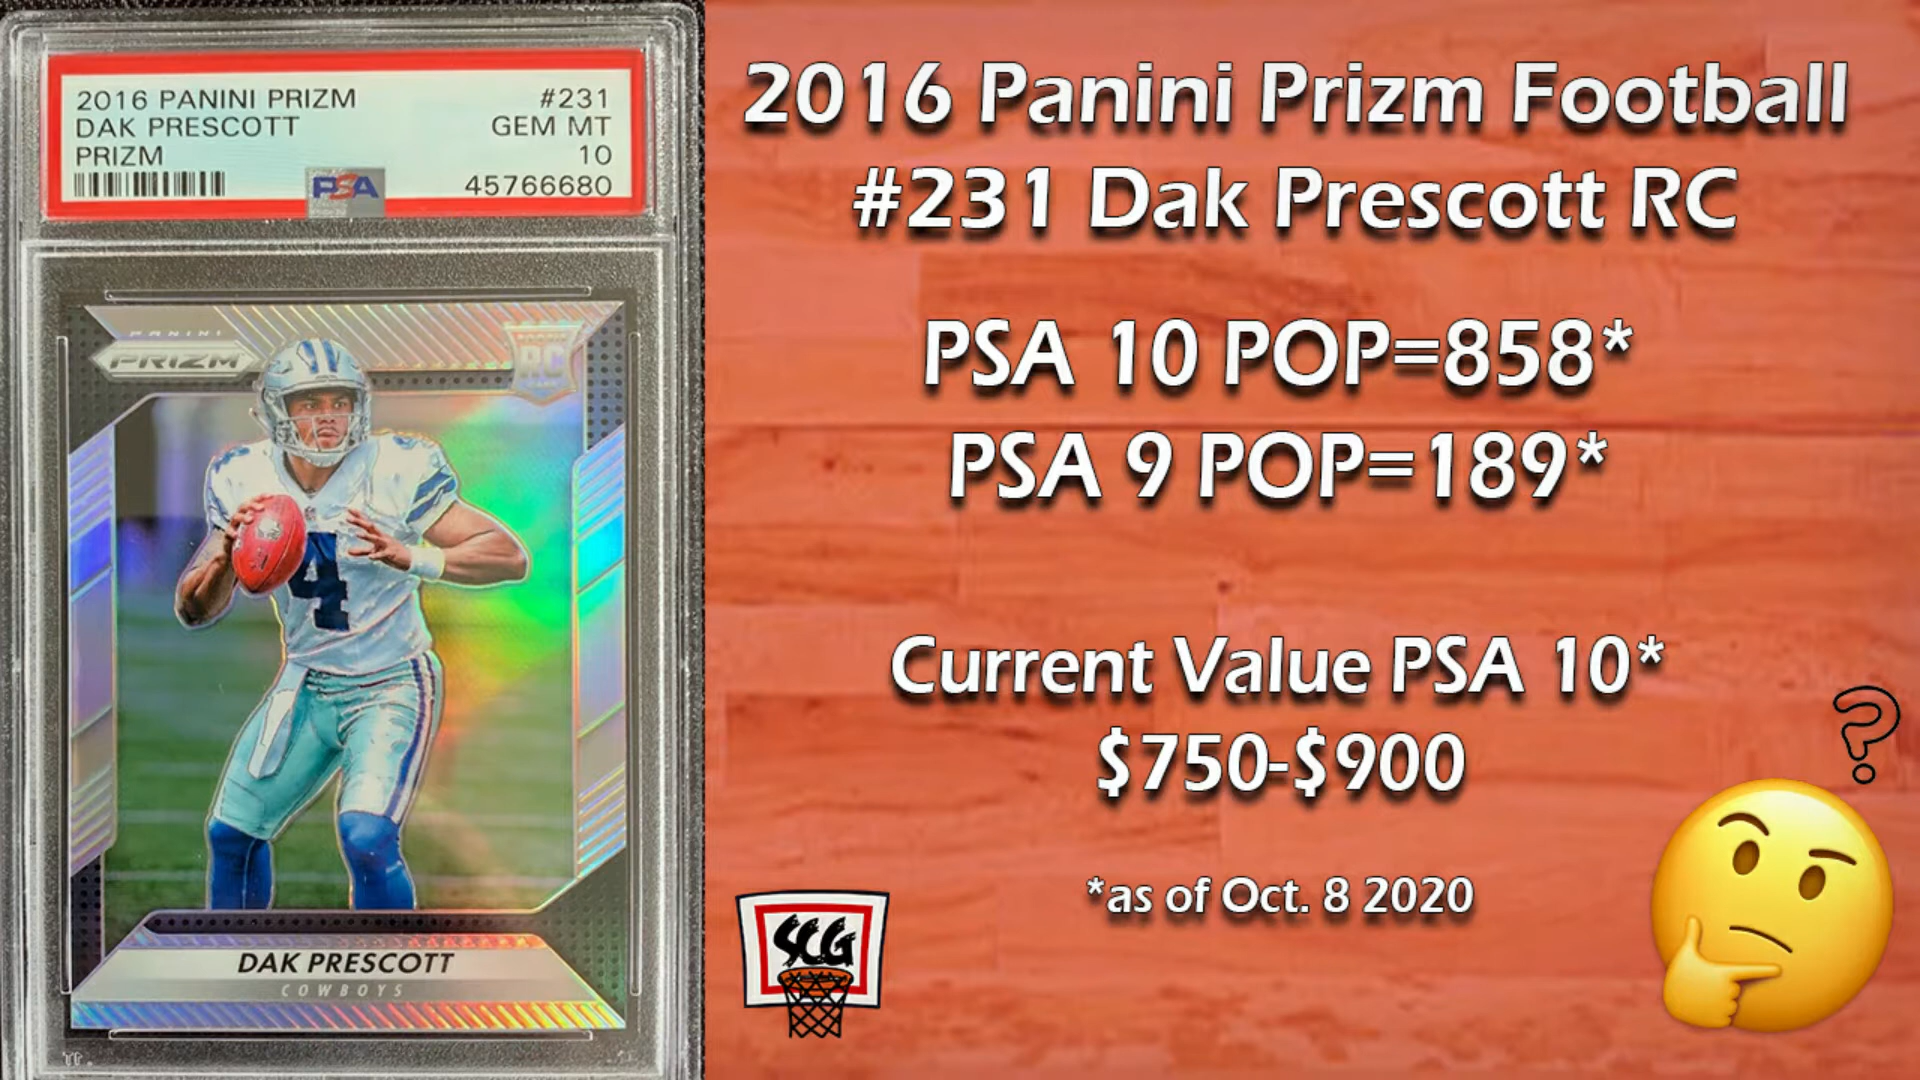 2016 PANINI PRIZM #231
DAK PRESCOTT GEM MT
PRIZM 10
PSA 45766680
PANINI
PRIZM
RC
4
4
DAK PRESCOTT
COWBOYS
2016 Panini Prizm Football
#231 Dak Prescott RC
PSA 10 POP=858*
PSA 9 POP=189*
Current Value PSA 10*
$750-$900
*as of Oct. 8 2020
SCG
?